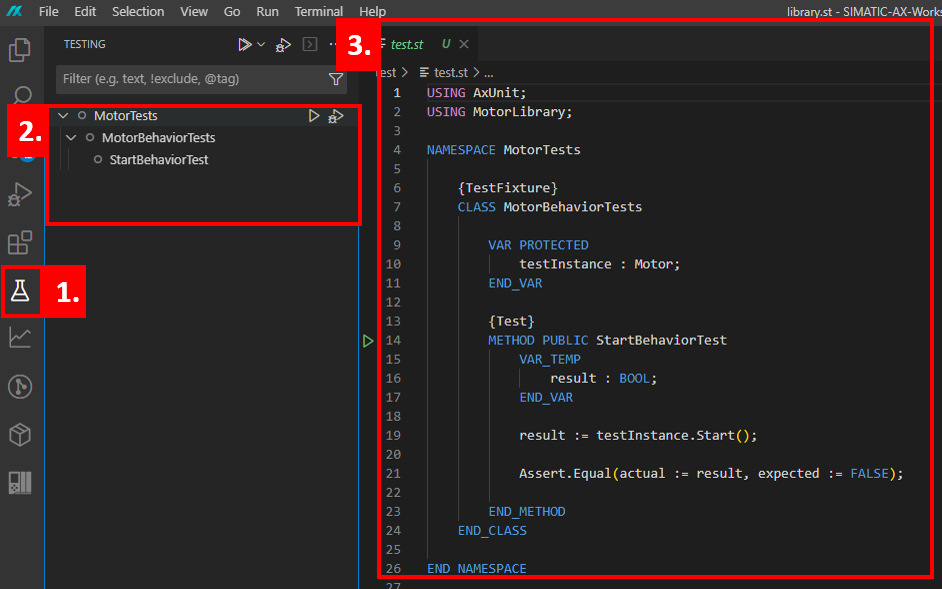 File Edit Selection View Go Run Terminal Help
library.st - SIMATIC-AX-Works
TESTING
Filter (e.g. text, !exclude, @tag)
2.
MotorTests
MotorBehaviorTests
StartBehaviorTest
1.
3.
test.st U
test > test.st > ...
1 USING AxUnit;
2 USING MotorLibrary;
3
4 NAMESPACE MotorTests
5
6 {TestFixture}
7 CLASS MotorBehaviorTests
8
9 VAR PROTECTED
10 testInstance : Motor;
11 END_VAR
12
13 {Test}
14 METHOD PUBLIC StartBehaviorTest
15 VAR_TEMP
16 result : BOOL;
17 END_VAR
18
19 result := testInstance.Start();
20
21 Assert.Equal(actual := result, expected := FALSE);
22
23 END_METHOD
24 END_CLASS
25
26 END_NAMESPACE
27